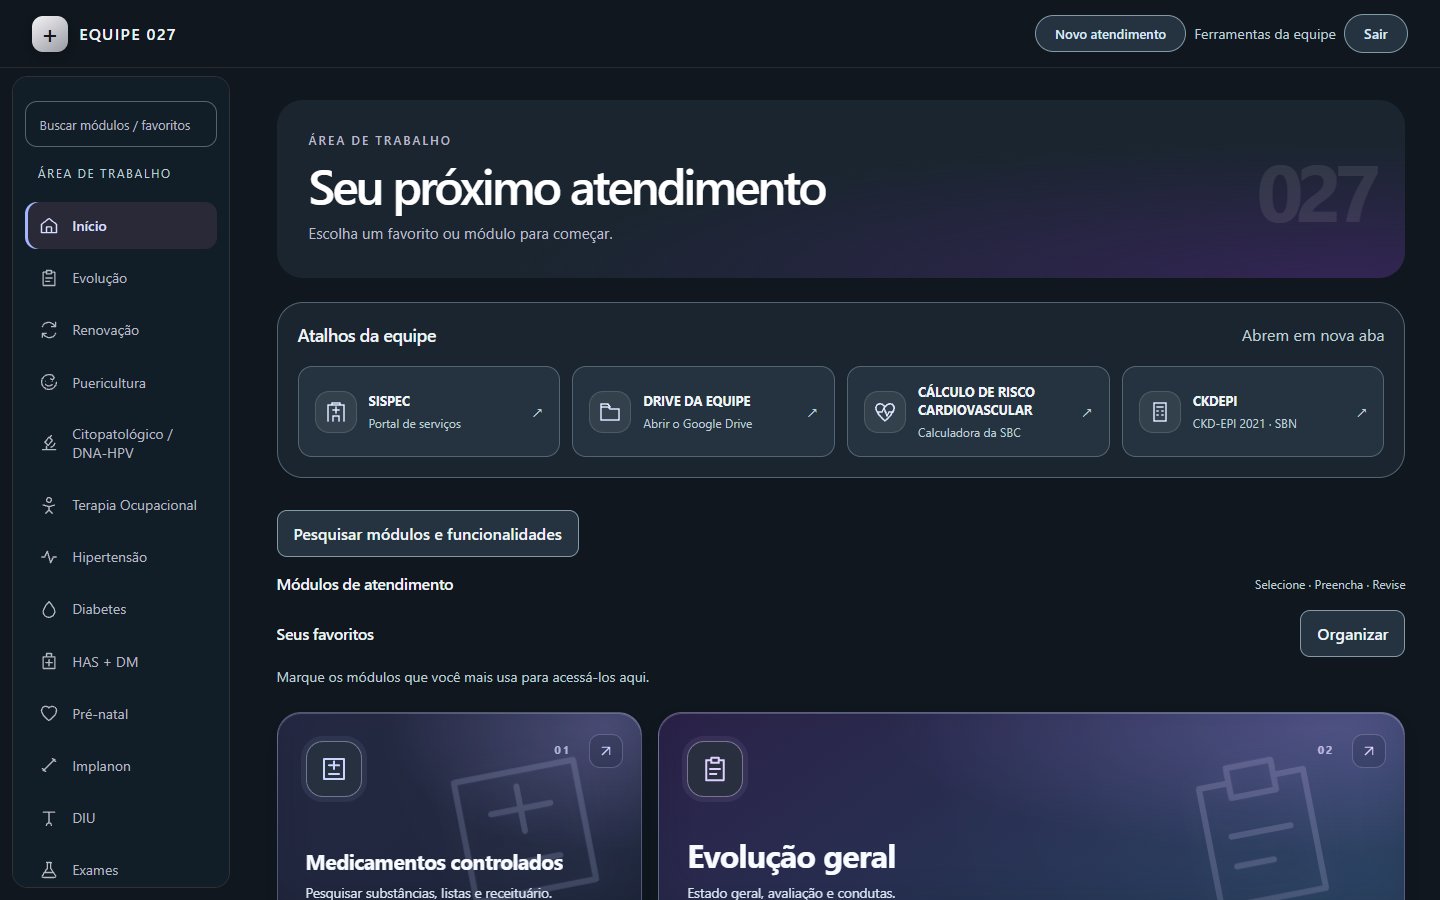 EQUIPE 027
Novo atendimento
Ferramentas da equipe
Sair
Buscar módulos / favoritos
ÁREA DE TRABALHO
Início
Evolução
Renovação
Puericultura
Citopatológico /
DNA-HPV
Terapia Ocupacional
Hipertensão
Diabetes
HAS + DM
Pré-natal
Implanon
DIU
Exames
ÁREA DE TRABALHO
Seu próximo atendimento
Escolha um favorito ou módulo para começar.
027
Atalhos da equipe
Abrem em nova aba
SISPEC
Portal de serviços
DRIVE DA EQUIPE
Abrir o Google Drive
CÁLCULO DE RISCO
CARDIOVASCULAR
Calculadora da SBC
CKDEPI
CKD-EPI 2021 · SBN
Pesquisar módulos e funcionalidades
Módulos de atendimento
Selecione · Preencha · Revise
Seus favoritos
Organizar
Marque os módulos que você mais usa para acessá-los aqui.
01
Medicamentos controlados
Pesquisar substâncias, listas e receituário.
02
Evolução geral
Estado geral, avaliação e condutas.